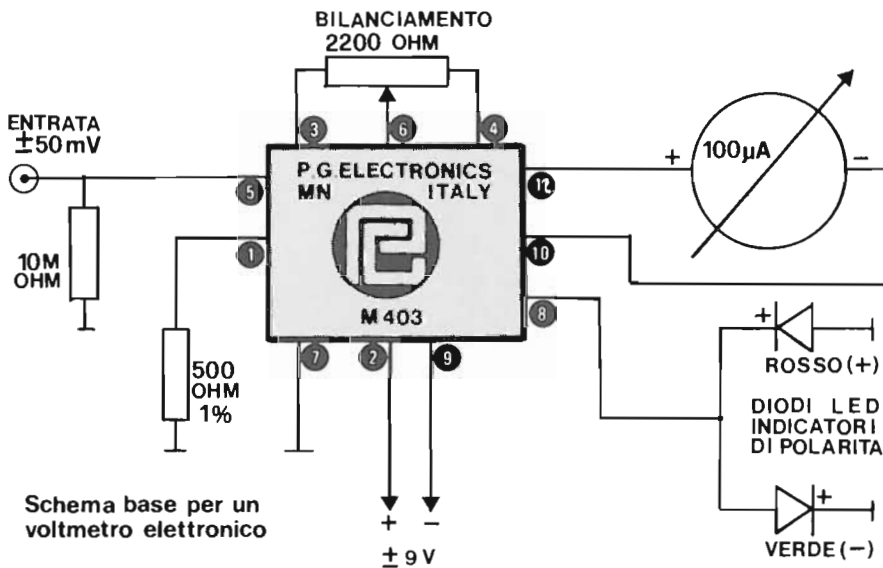 BILANCIAMENTO
2200 OHM
ENTRATA
±50mV
3
6
4
P.G.ELECTRONICS
MN ITALY
5
12
+
100µA
−
10M
OHM
1
10
M 403
8
7
2
9
500
OHM
1%
+
ROSSO (+)
DIODI LED
INDICATORI
DI POLARITA
+
VERDE (−)
Schema base per un
voltmetro elettronico
+ −
± 9 V